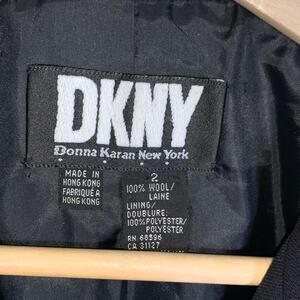 DKNY
Donna Karan New York
MADE IN
HONG KONG
FABRIQUÉ À
HONG KONG
2
100% WOOL/
LAINE
LINING/
DOUBLURE:
100% POLYESTER/
POLYESTER
RN 68596
CA 31127